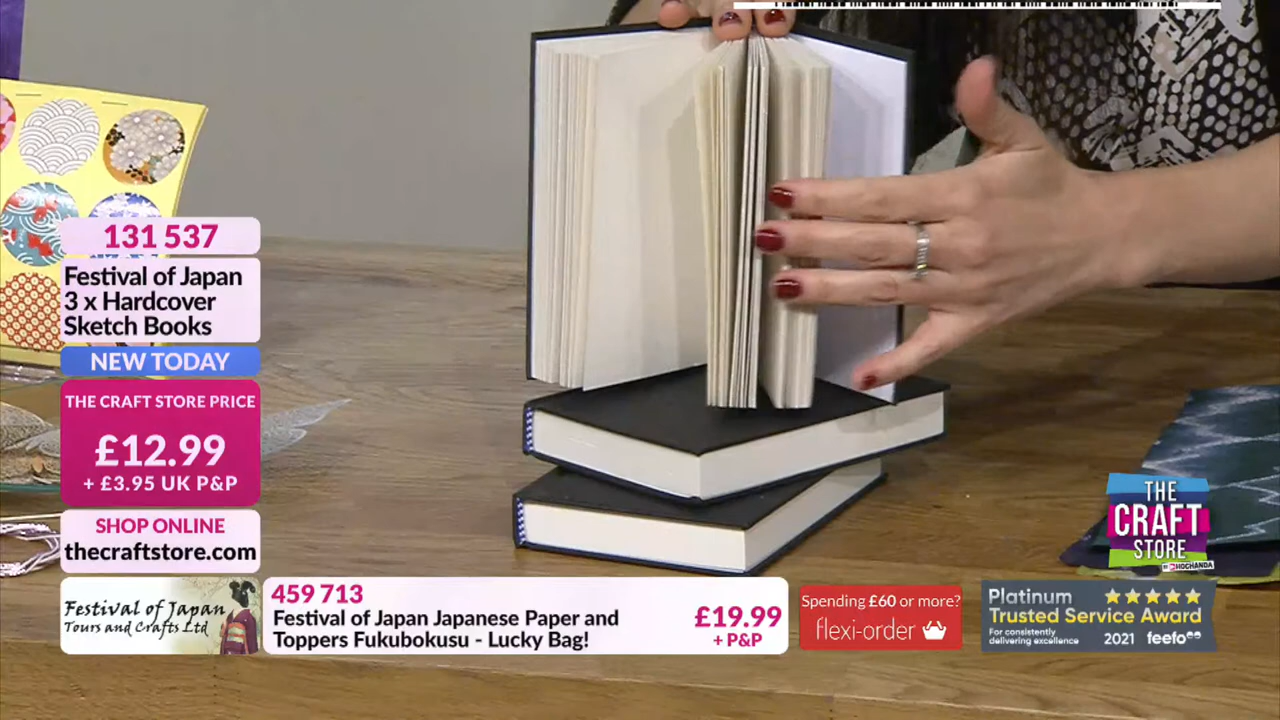 131 537
Festival of Japan
3 x Hardcover
Sketch Books
NEW TODAY
THE CRAFT STORE PRICE
£12.99
+ £3.95 UK P&P
SHOP ONLINE
thecraftstore.com
Festival of Japan
Tours and Crafts Ltd
459 713
Festival of Japan Japanese Paper and
Toppers Fukubokusu - Lucky Bag!
£19.99
+ P&P
Spending £60 or more?
flexi-order
Platinum
Trusted Service Award
For consistently
delivering excellence
2021 feefo
THE
CRAFT
STORE
BY HOCHANDA